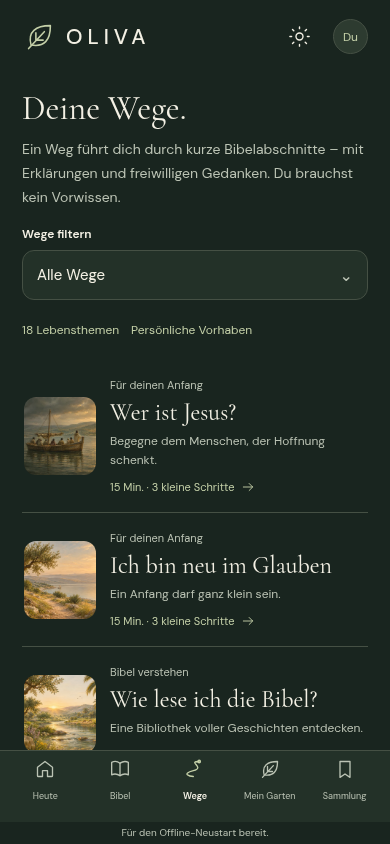 OLIVA
Du
Deine Wege.
Ein Weg führt dich durch kurze Bibelabschnitte – mit
Erklärungen und freiwilligen Gedanken. Du brauchst
kein Vorwissen.
Wege filtern
Alle Wege
18 Lebensthemen Persönliche Vorhaben
Für deinen Anfang
Wer ist Jesus?
Begegne dem Menschen, der Hoffnung
schenkt.
15 Min. · 3 kleine Schritte →
Für deinen Anfang
Ich bin neu im Glauben
Ein Anfang darf ganz klein sein.
15 Min. · 3 kleine Schritte →
Bibel verstehen
Wie lese ich die Bibel?
Eine Bibliothek voller Geschichten entdecken.
Heute Bibel Wege Mein Garten Sammlung
Für den Offline-Neustart bereit.